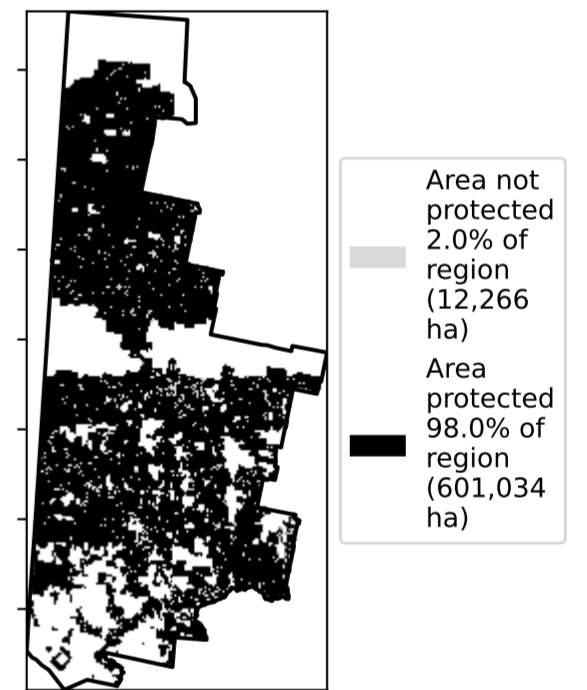 Area not
protected
2.0% of
region
(12,266
ha)
Area
protected
98.0% of
region
(601,034
ha)